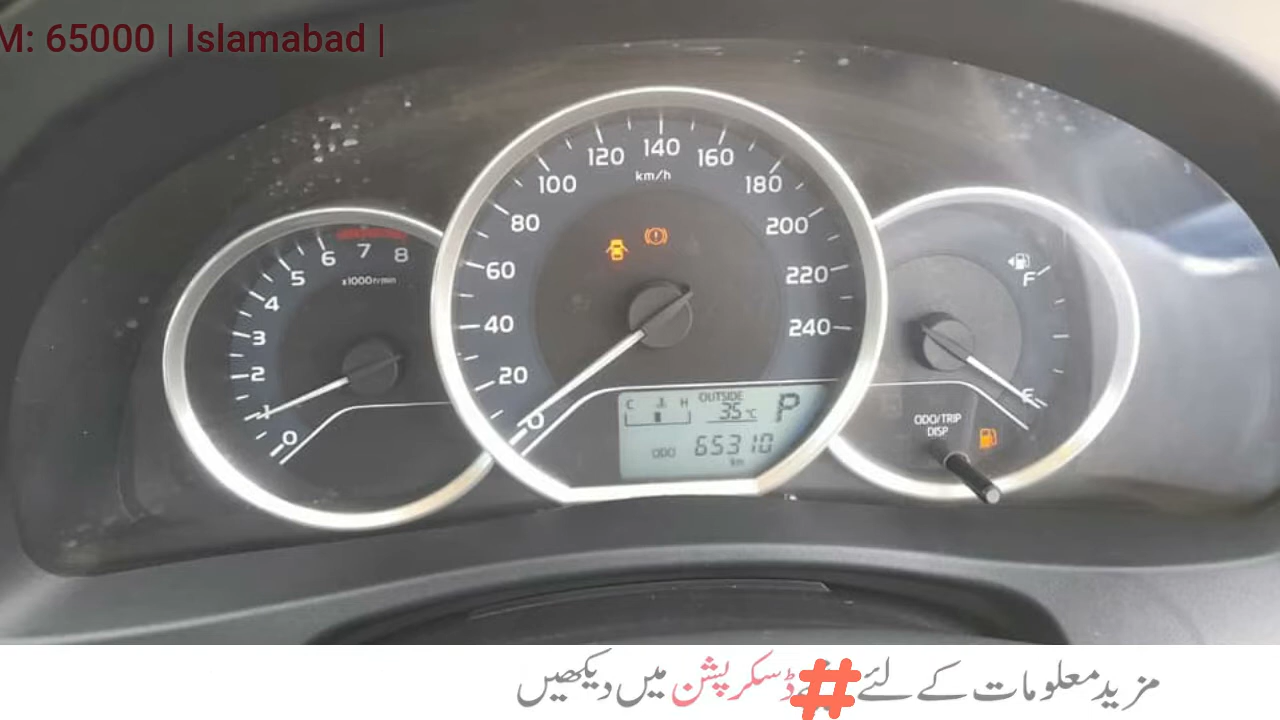 M: 65000 | Islamabad |
120 140 160
km/h
100 180
80 200
60 220
40 240
20
0
6 7 8
5 x1000r/min
4
3
2
1
0
F
E
C H OUTSIDE P
35°C
ODO 65310
km
ODO/TRIP
DISP
مزید معلومات کے لئے # ڈسکرپشن میں دیکھیں